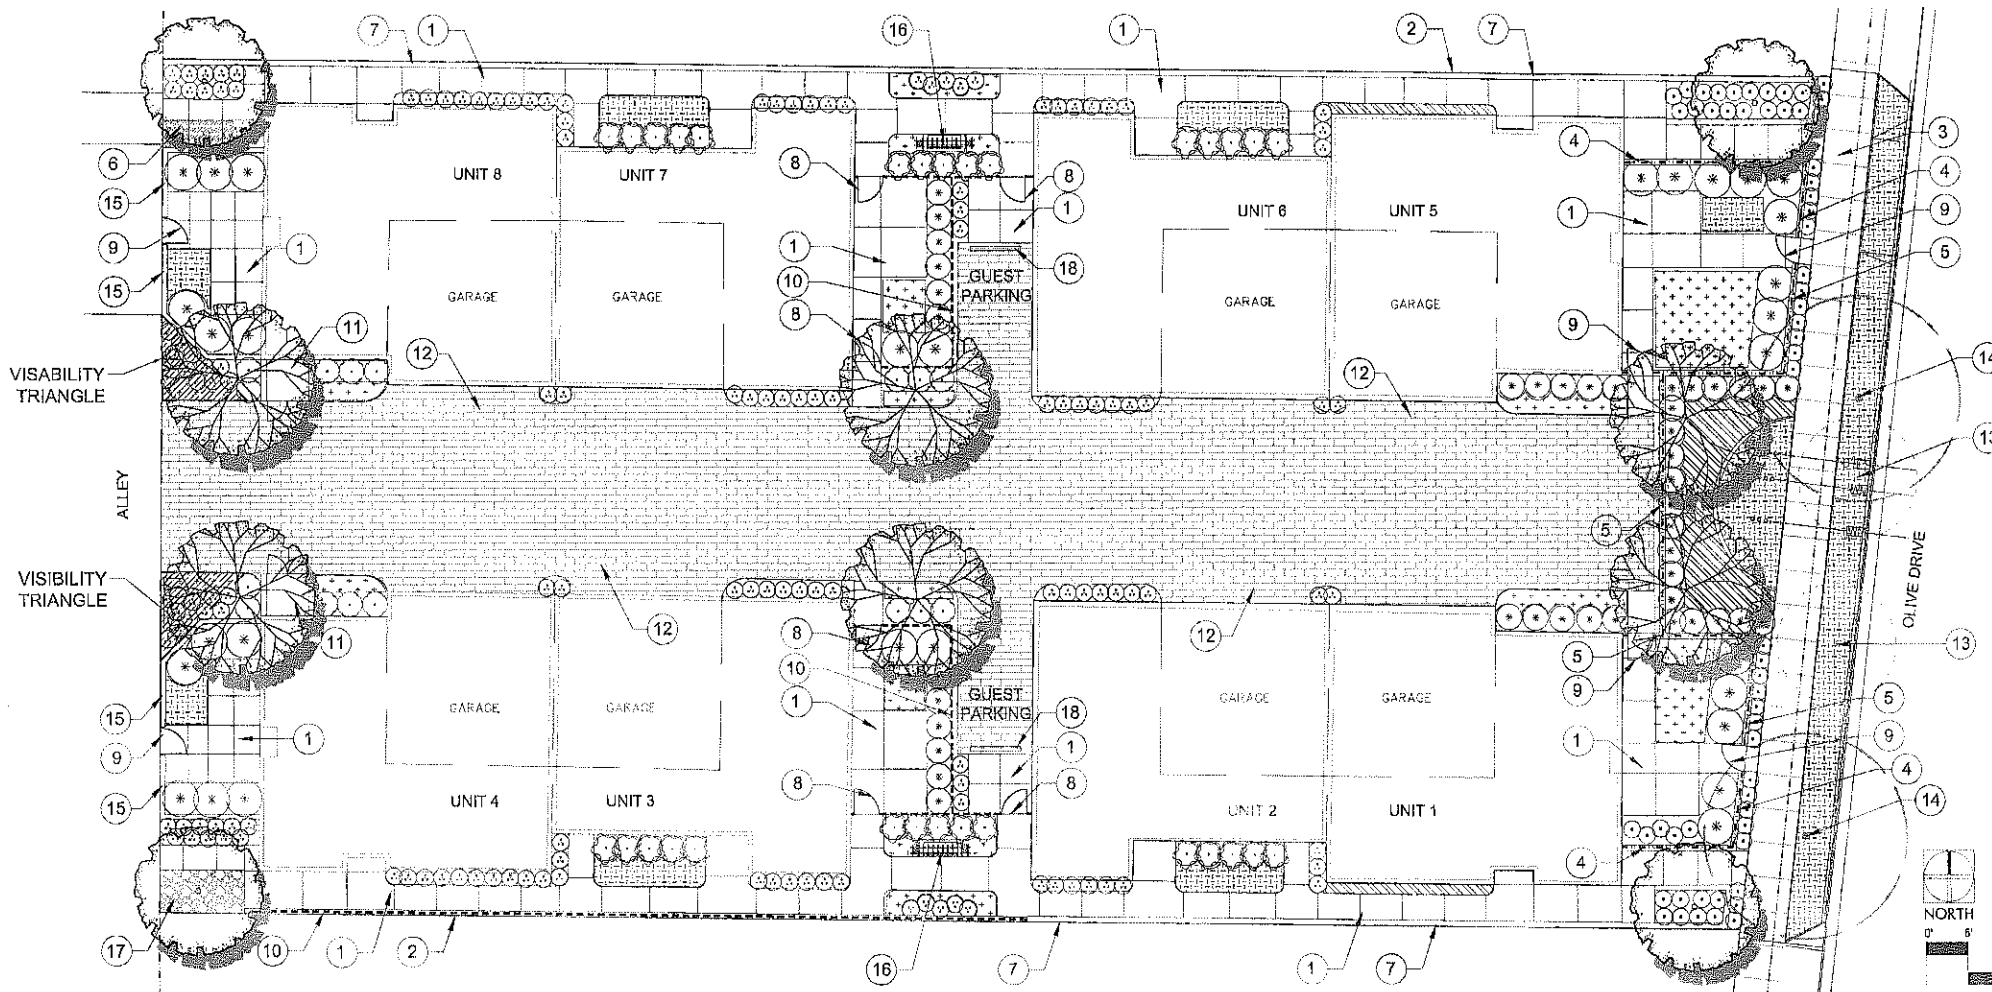 7
1
16
1
2
7
6
15
9
15
1
UNIT 8
UNIT 7
8
8
1
1
18
10
8
GUEST
PARKING
UNIT 6
UNIT 5
4
3
4
1
9
5
9
14
13
GARAGE
GARAGE
GARAGE
GARAGE
11
12
12
VISABILITY
TRIANGLE
ALLEY
5
OLIVE DRIVE
VISIBILITY
TRIANGLE
11
12
8
12
10
GUEST
PARKING
1
18
1
8
8
5
9
13
5
9
1
4
14
4
15
9
1
15
GARAGE
GARAGE
GARAGE
GARAGE
UNIT 4
UNIT 3
UNIT 2
UNIT 1
17
10
1
2
16
7
1
7
NORTH
0'